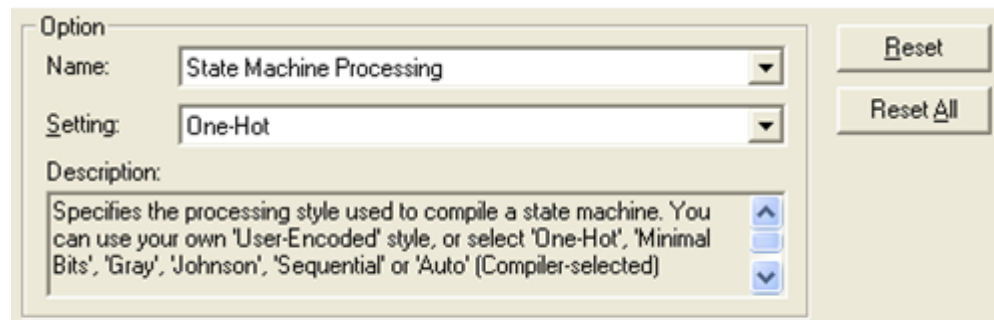 Option
Name: State Machine Processing
Reset
Setting: One-Hot
Reset All
Description:
Specifies the processing style used to compile a state machine. You
can use your own 'User-Encoded' style, or select 'One-Hot', 'Minimal
Bits', 'Gray', 'Johnson', 'Sequential' or 'Auto' (Compiler-selected)